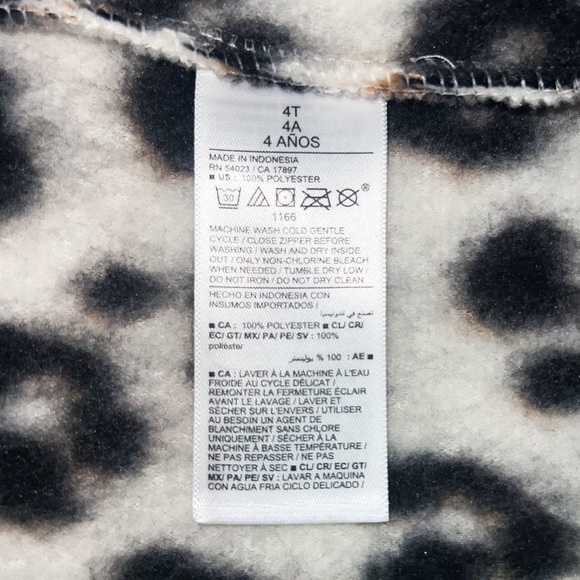 4T
4A
4 AÑOS
MADE IN INDONESIA
RN 54023 / CA 17897
■ US : 100% POLYESTER
30 ®
1166
MACHINE WASH COLD GENTLE
CYCLE / CLOSE ZIPPER BEFORE
WASHING / WASH AND DRY INSIDE
OUT / ONLY NON-CHLORINE BLEACH
WHEN NEEDED / TUMBLE DRY LOW /
DO NOT IRON / DO NOT DRY CLEAN
HECHO EN INDONESIA CON
INSUMOS IMPORTADOS /
صنع في اندونيسيا
■ CA : 100% POLYESTER ■ CL/ CR/
EC/ GT/ MX/ PA/ PE/ SV : 100%
poliéster
■ AE : 100 % بوليستر
■ CA : LAVER À LA MACHINE À L'EAU
FROIDE AU CYCLE DÉLICAT /
REMONTER LA FERMETURE ÉCLAIR
AVANT LE LAVAGE / LAVER ET
SÉCHER SUR L'ENVERS / UTILISER
AU BESOIN UN AGENT DE
BLANCHIMENT SANS CHLORE
UNIQUEMENT / SÉCHER À LA
MACHINE À BASSE TEMPÉRATURE /
NE PAS REPASSER / NE PAS
NETTOYER À SEC ■ CL/ CR/ EC/ GT/
MX/ PA/ PE/ SV : LAVAR A MAQUINA
CON AGUA FRIA CICLO DELICADO /